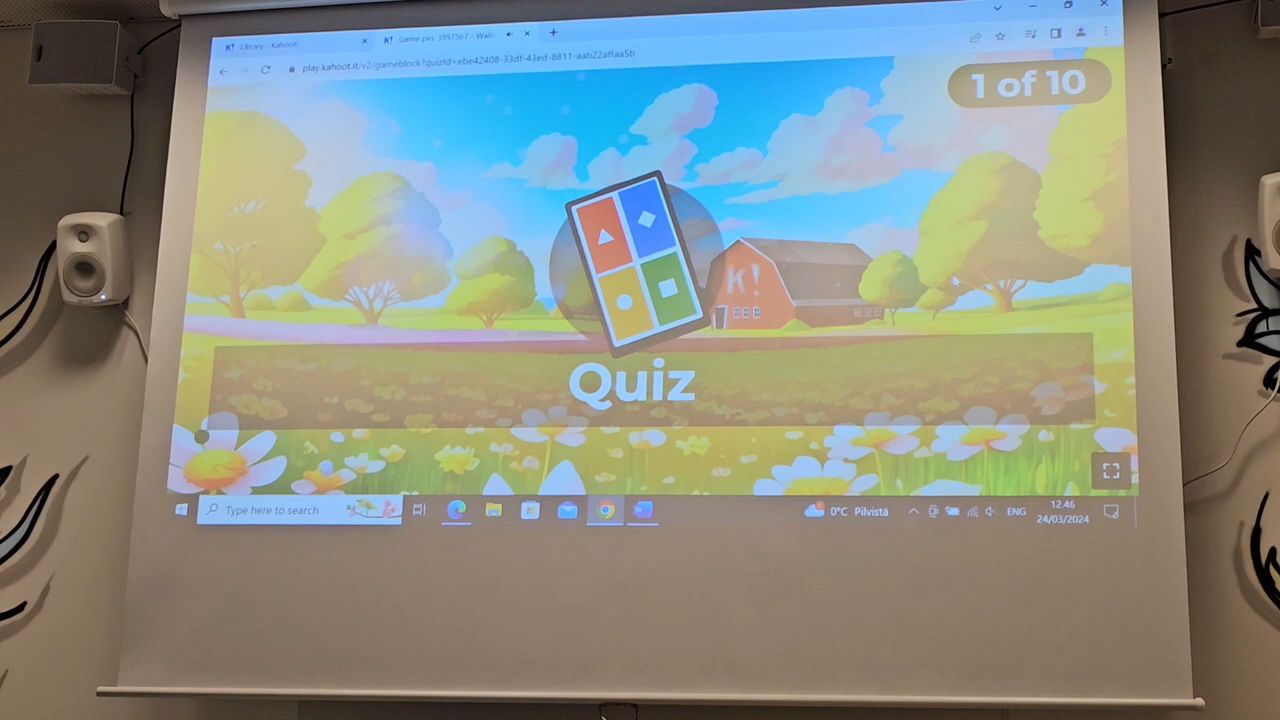 K! Library - Kahoot!
K! Game pin: 3957567 - Wait
play.kahoot.it/v2/gameblock?quizId=ebe42408-33df-43ed-8811-aab22affaa5b
1 of 10
K!
Quiz
Type here to search
0°C Pilvistä
ENG
12.46
24/03/2024